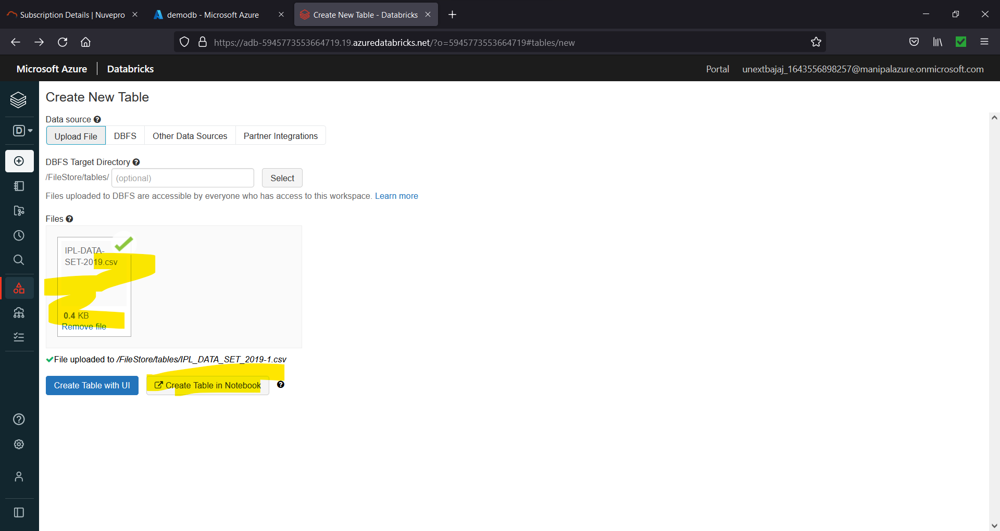 Subscription Details | Nuvepro
demodb - Microsoft Azure
Create New Table - Databricks
https://adb-5945773553664719.19.azuredatabricks.net/?o=5945773553664719#tables/new
Microsoft Azure | Databricks
Portal
unextbajaj_1643556898257@manipalazure.onmicrosoft.com
D
Create New Table
Data source
Upload File
DBFS
Other Data Sources
Partner Integrations
DBFS Target Directory
/FileStore/tables/
(optional)
Select
Files uploaded to DBFS are accessible by everyone who has access to this workspace. Learn more
Files
IPL-DATA-
SET-2019.csv
0.4 KB
Remove file
File uploaded to /FileStore/tables/IPL_DATA_SET_2019-1.csv
Create Table with UI
Create Table in Notebook